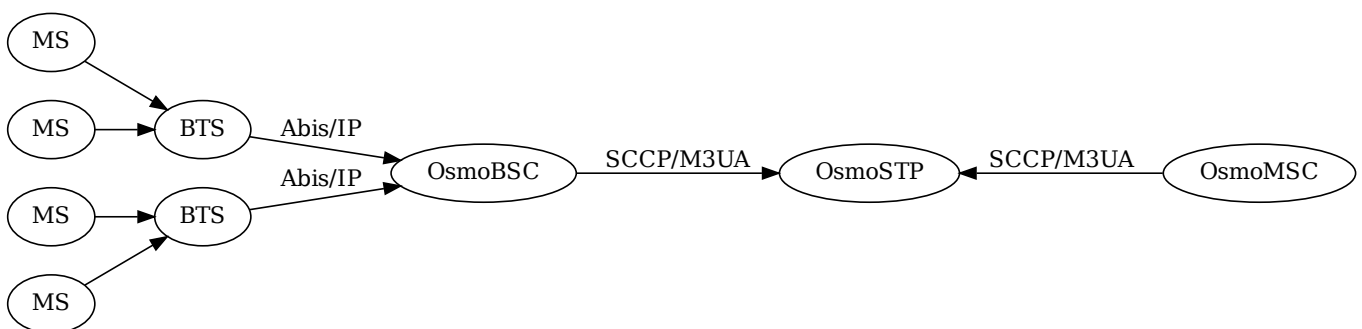 MS
MS
BTS
Abis/IP
MS
BTS
Abis/IP
MS
OsmoBSC
SCCP/M3UA
OsmoSTP
SCCP/M3UA
OsmoMSC